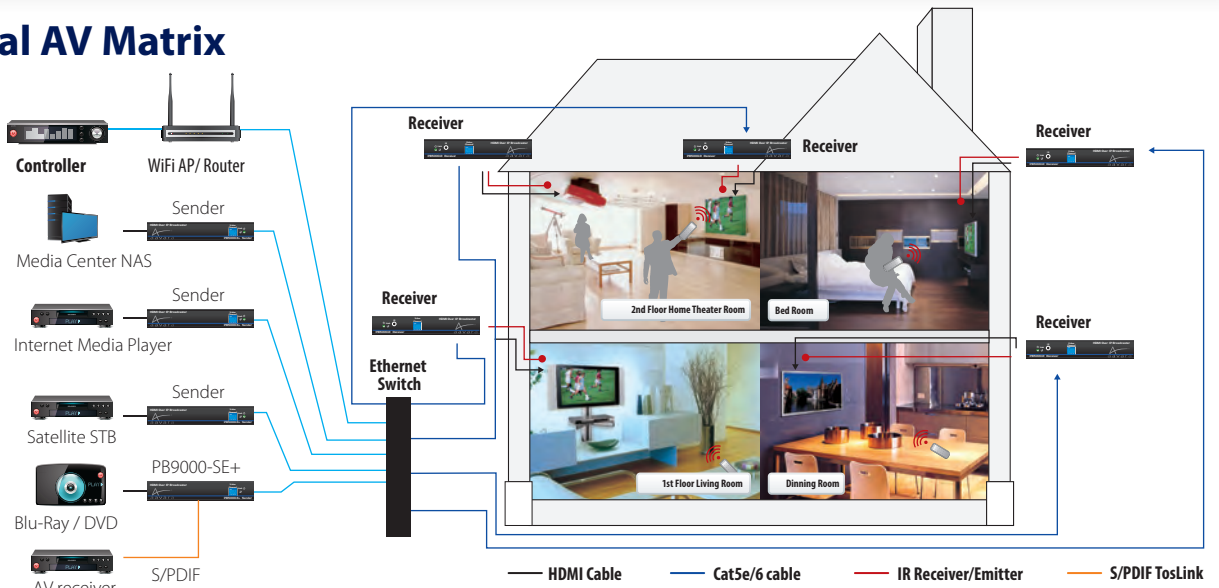 al AV Matrix
Controller
WiFi AP/ Router
Sender
Media Center NAS
Sender
Internet Media Player
Sender
Satellite STB
PB9000-SE+
Blu-Ray / DVD
AV receiver
S/PDIF
Receiver
Receiver
Receiver
Receiver
Receiver
Ethernet
Switch
2nd Floor Home Theater Room
Bed Room
1st Floor Living Room
Dinning Room
HDMI Cable
Cat5e/6 cable
IR Receiver/Emitter
S/PDIF TosLink